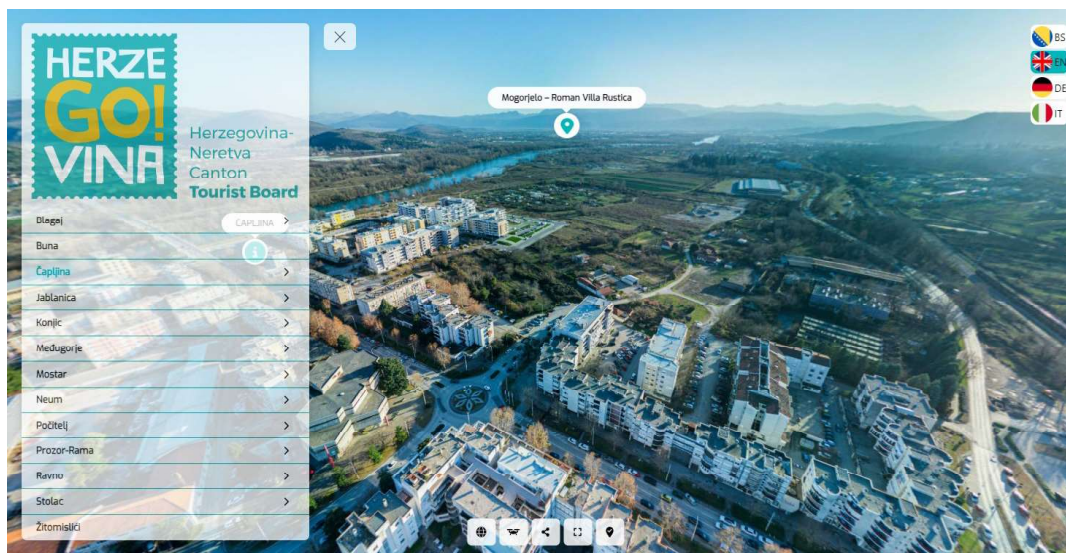 HERZE
GO!
VINA
Herzegovina-
Neretva
Canton
Tourist Board
Blagaj
Buna
Čapljina
Jablanica
Konjic
Međugorje
Mostar
Neum
Počitelj
Prozor-Rama
Ravno
Stolac
Žitomislići
ČAPLJINA
Mogorjelo – Roman Villa Rustica
BS
EN
DE
IT